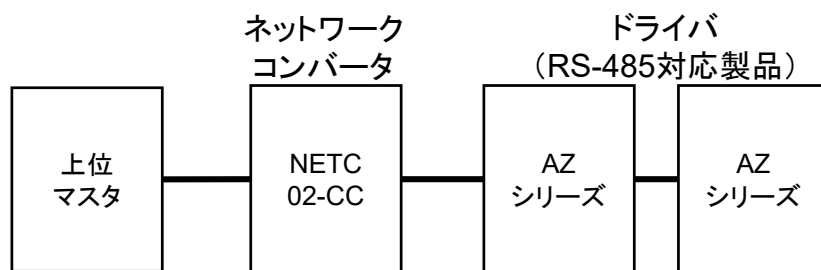 ネットワーク
コンバータ
ドライバ
（RS-485対応製品）
上位
マスタ
NETC
02-CC
AZ
シリーズ
AZ
シリーズ